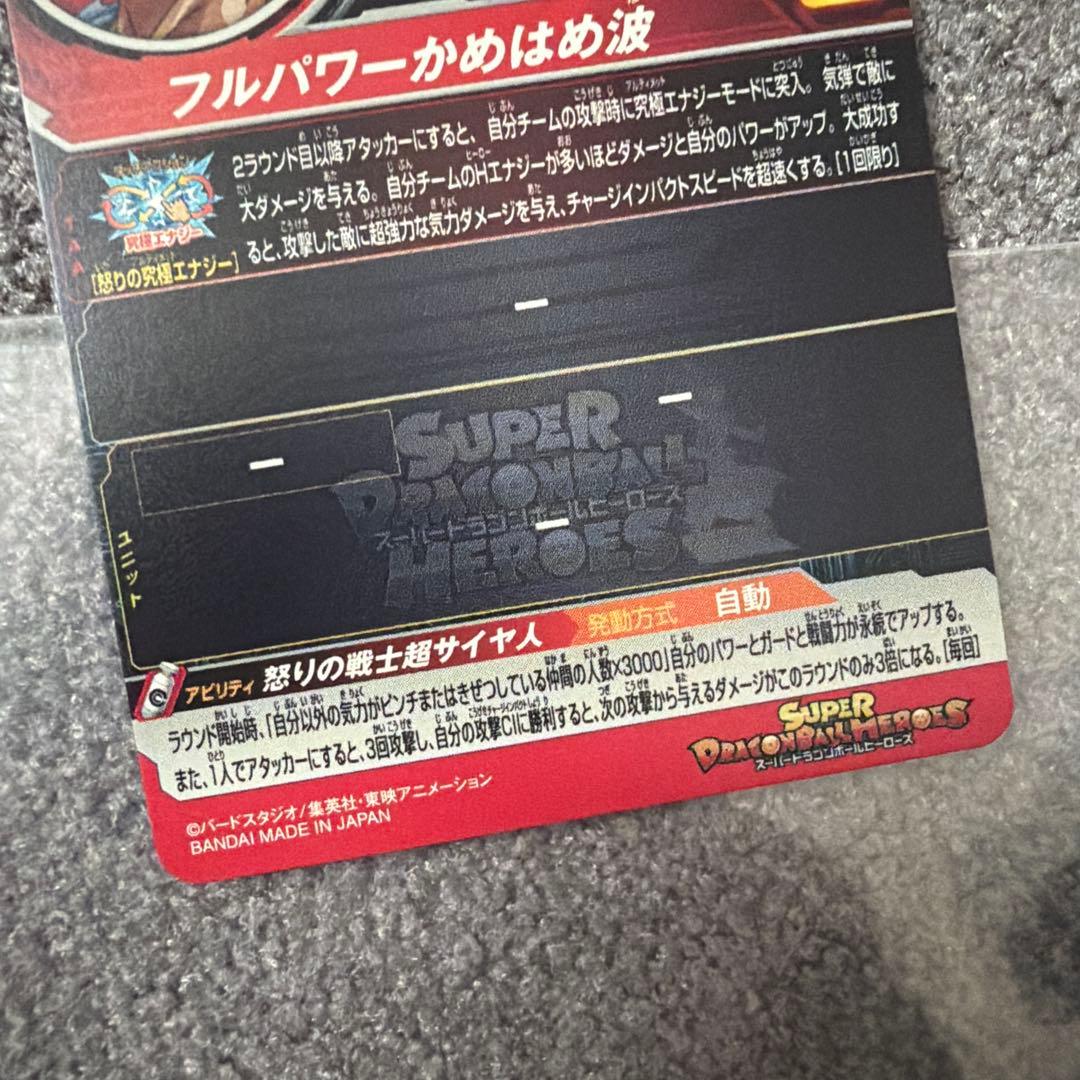 フルパワーかめはめ波
2ラウンド目以降アタッカーにすると、自分チームの攻撃時に究極エナジーモードに突入。気弾で敵に
大ダメージを与える。自分チームのHエナジーが多いほどダメージと自分のパワーがアップ。大成功す
ると、攻撃した敵に超強力な気力ダメージを与え、チャージインパクトスピードを超速くする。[1回限り]
究極エナジー
[怒りの究極エナジー]
SUPER
DRAGONBALL
スーパードラゴンボールヒーローズ
HEROES
ユニット
アビリティ 怒りの戦士超サイヤ人 発動方式 自動
ラウンド開始時、「自分以外の気力がピンチまたはきぜつしている仲間の人数×3000」自分のパワーとガードと戦闘力が永続でアップする。
また、1人でアタッカーにすると、3回攻撃し、自分の攻撃CIに勝利すると、次の攻撃から与えるダメージがこのラウンドのみ3倍になる。[毎回]
SUPER
DRAGONBALL HEROES
スーパードラゴンボールヒーローズ
©バードスタジオ/集英社・東映アニメーション
BANDAI MADE IN JAPAN